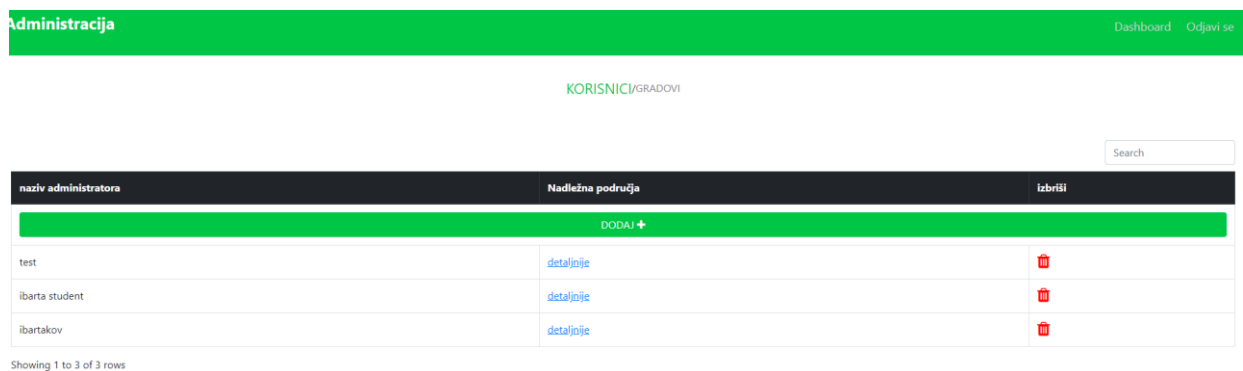 Administracija Dashboard Odjavi se
KORISNICI/GRADOVI
Search
naziv administratora Nadležna područja izbriši
DODAJ +
test detaljnije
ibarta student detaljnije
ibartakov detaljnije
Showing 1 to 3 of 3 rows